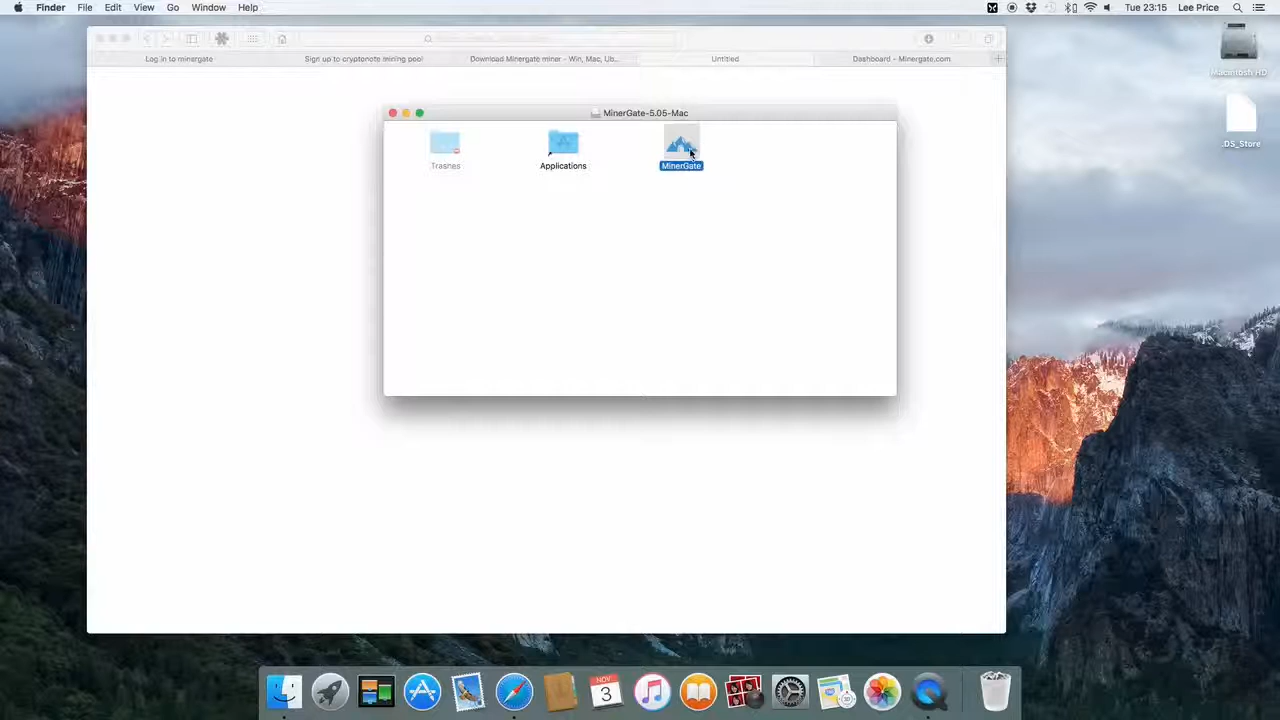 Finder File Edit View Go Window Help Tue 23:15 Lee Price
Log in to minergate Sign up to cryptonote mining pool Download Minergate miner - Win, Mac, Ub... Untitled Dashboard - Minergate.com
Macintosh HD
MinerGate-5.05-Mac
.DS_Store
Trashes Applications MinerGate
NOV
3